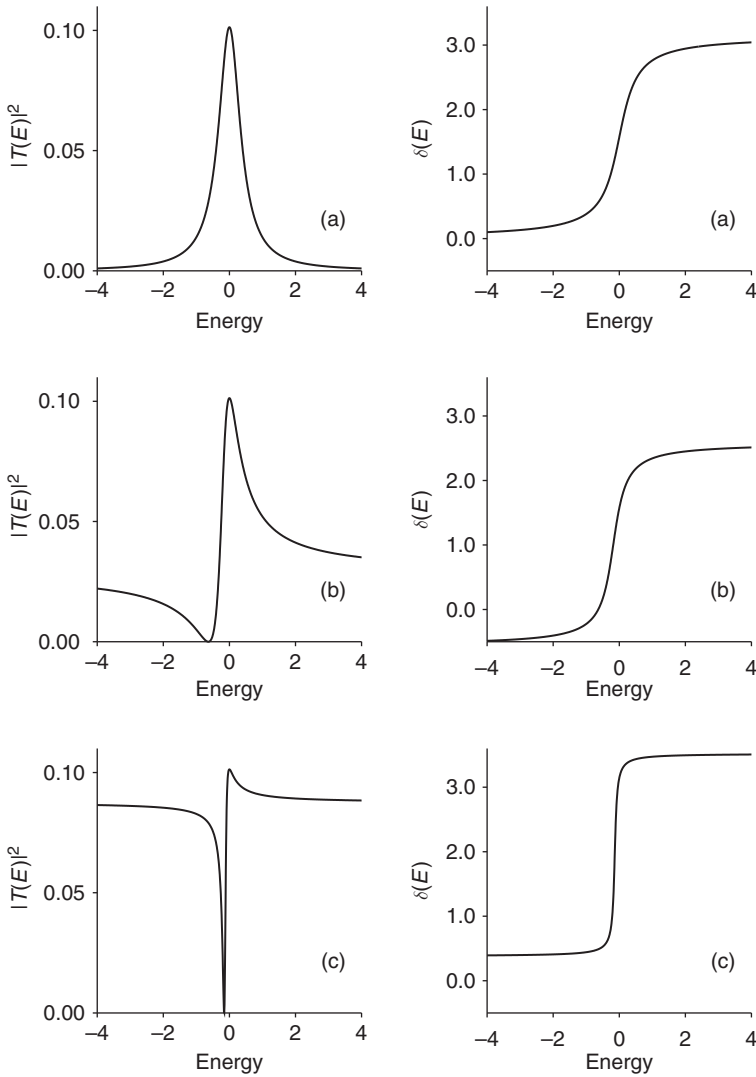 |T(E)|²
0.10
0.05
0.00
(a)
–4 –2 0 2 4
Energy
δ(E)
3.0
2.0
1.0
0.0
(a)
–4 –2 0 2 4
Energy
|T(E)|²
0.10
0.05
0.00
(b)
–4 –2 0 2 4
Energy
δ(E)
3.0
2.0
1.0
0.0
(b)
–4 –2 0 2 4
Energy
|T(E)|²
0.10
0.05
0.00
(c)
–4 –2 0 2 4
Energy
δ(E)
3.0
2.0
1.0
0.0
(c)
–4 –2 0 2 4
Energy